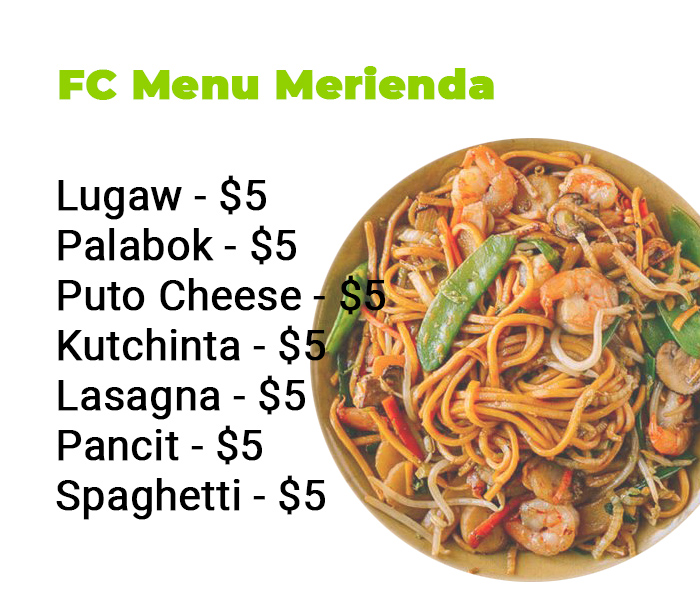 FC Menu Merienda
Lugaw - $5
Palabok - $5
Puto Cheese - $5
Kutchinta - $5
Lasagna - $5
Pancit - $5
Spaghetti - $5